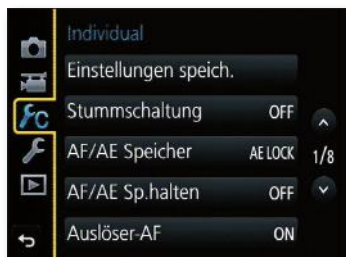 Individual
Einstellungen speich.
Stummschaltung OFF
AF/AE Speicher AE LOCK 1/8
AF/AE Sp.halten OFF
Auslöser-AF ON